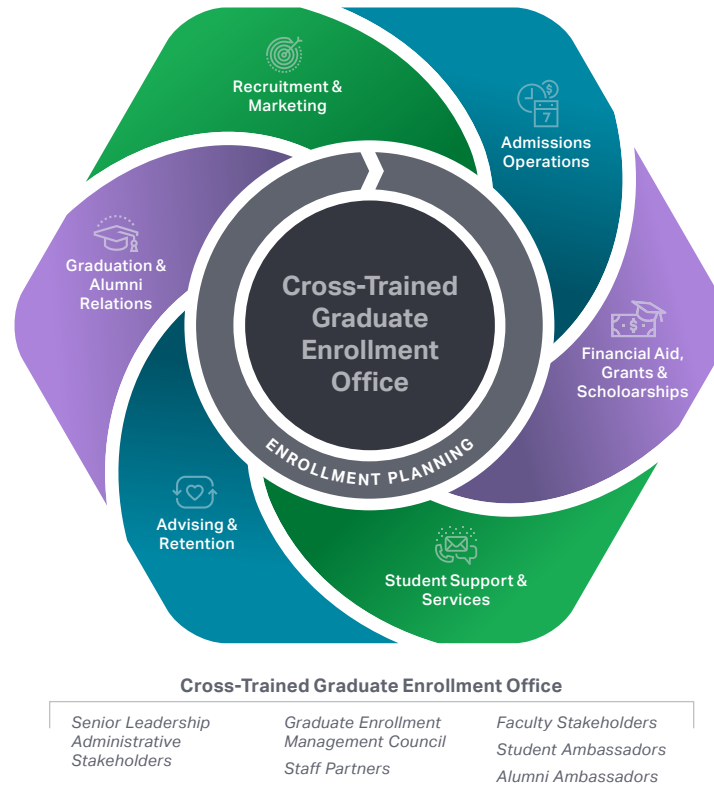 Recruitment &
Marketing
$
7
Admissions
Operations
Graduation &
Alumni
Relations
Cross-Trained
Graduate
Enrollment
Office
$
Financial Aid,
Grants &
Scholoarships
ENROLLMENT PLANNING
Advising &
Retention
Student Support &
Services
Cross-Trained Graduate Enrollment Office
Senior Leadership
Administrative
Stakeholders
Graduate Enrollment
Management Council
Staff Partners
Faculty Stakeholders
Student Ambassadors
Alumni Ambassadors